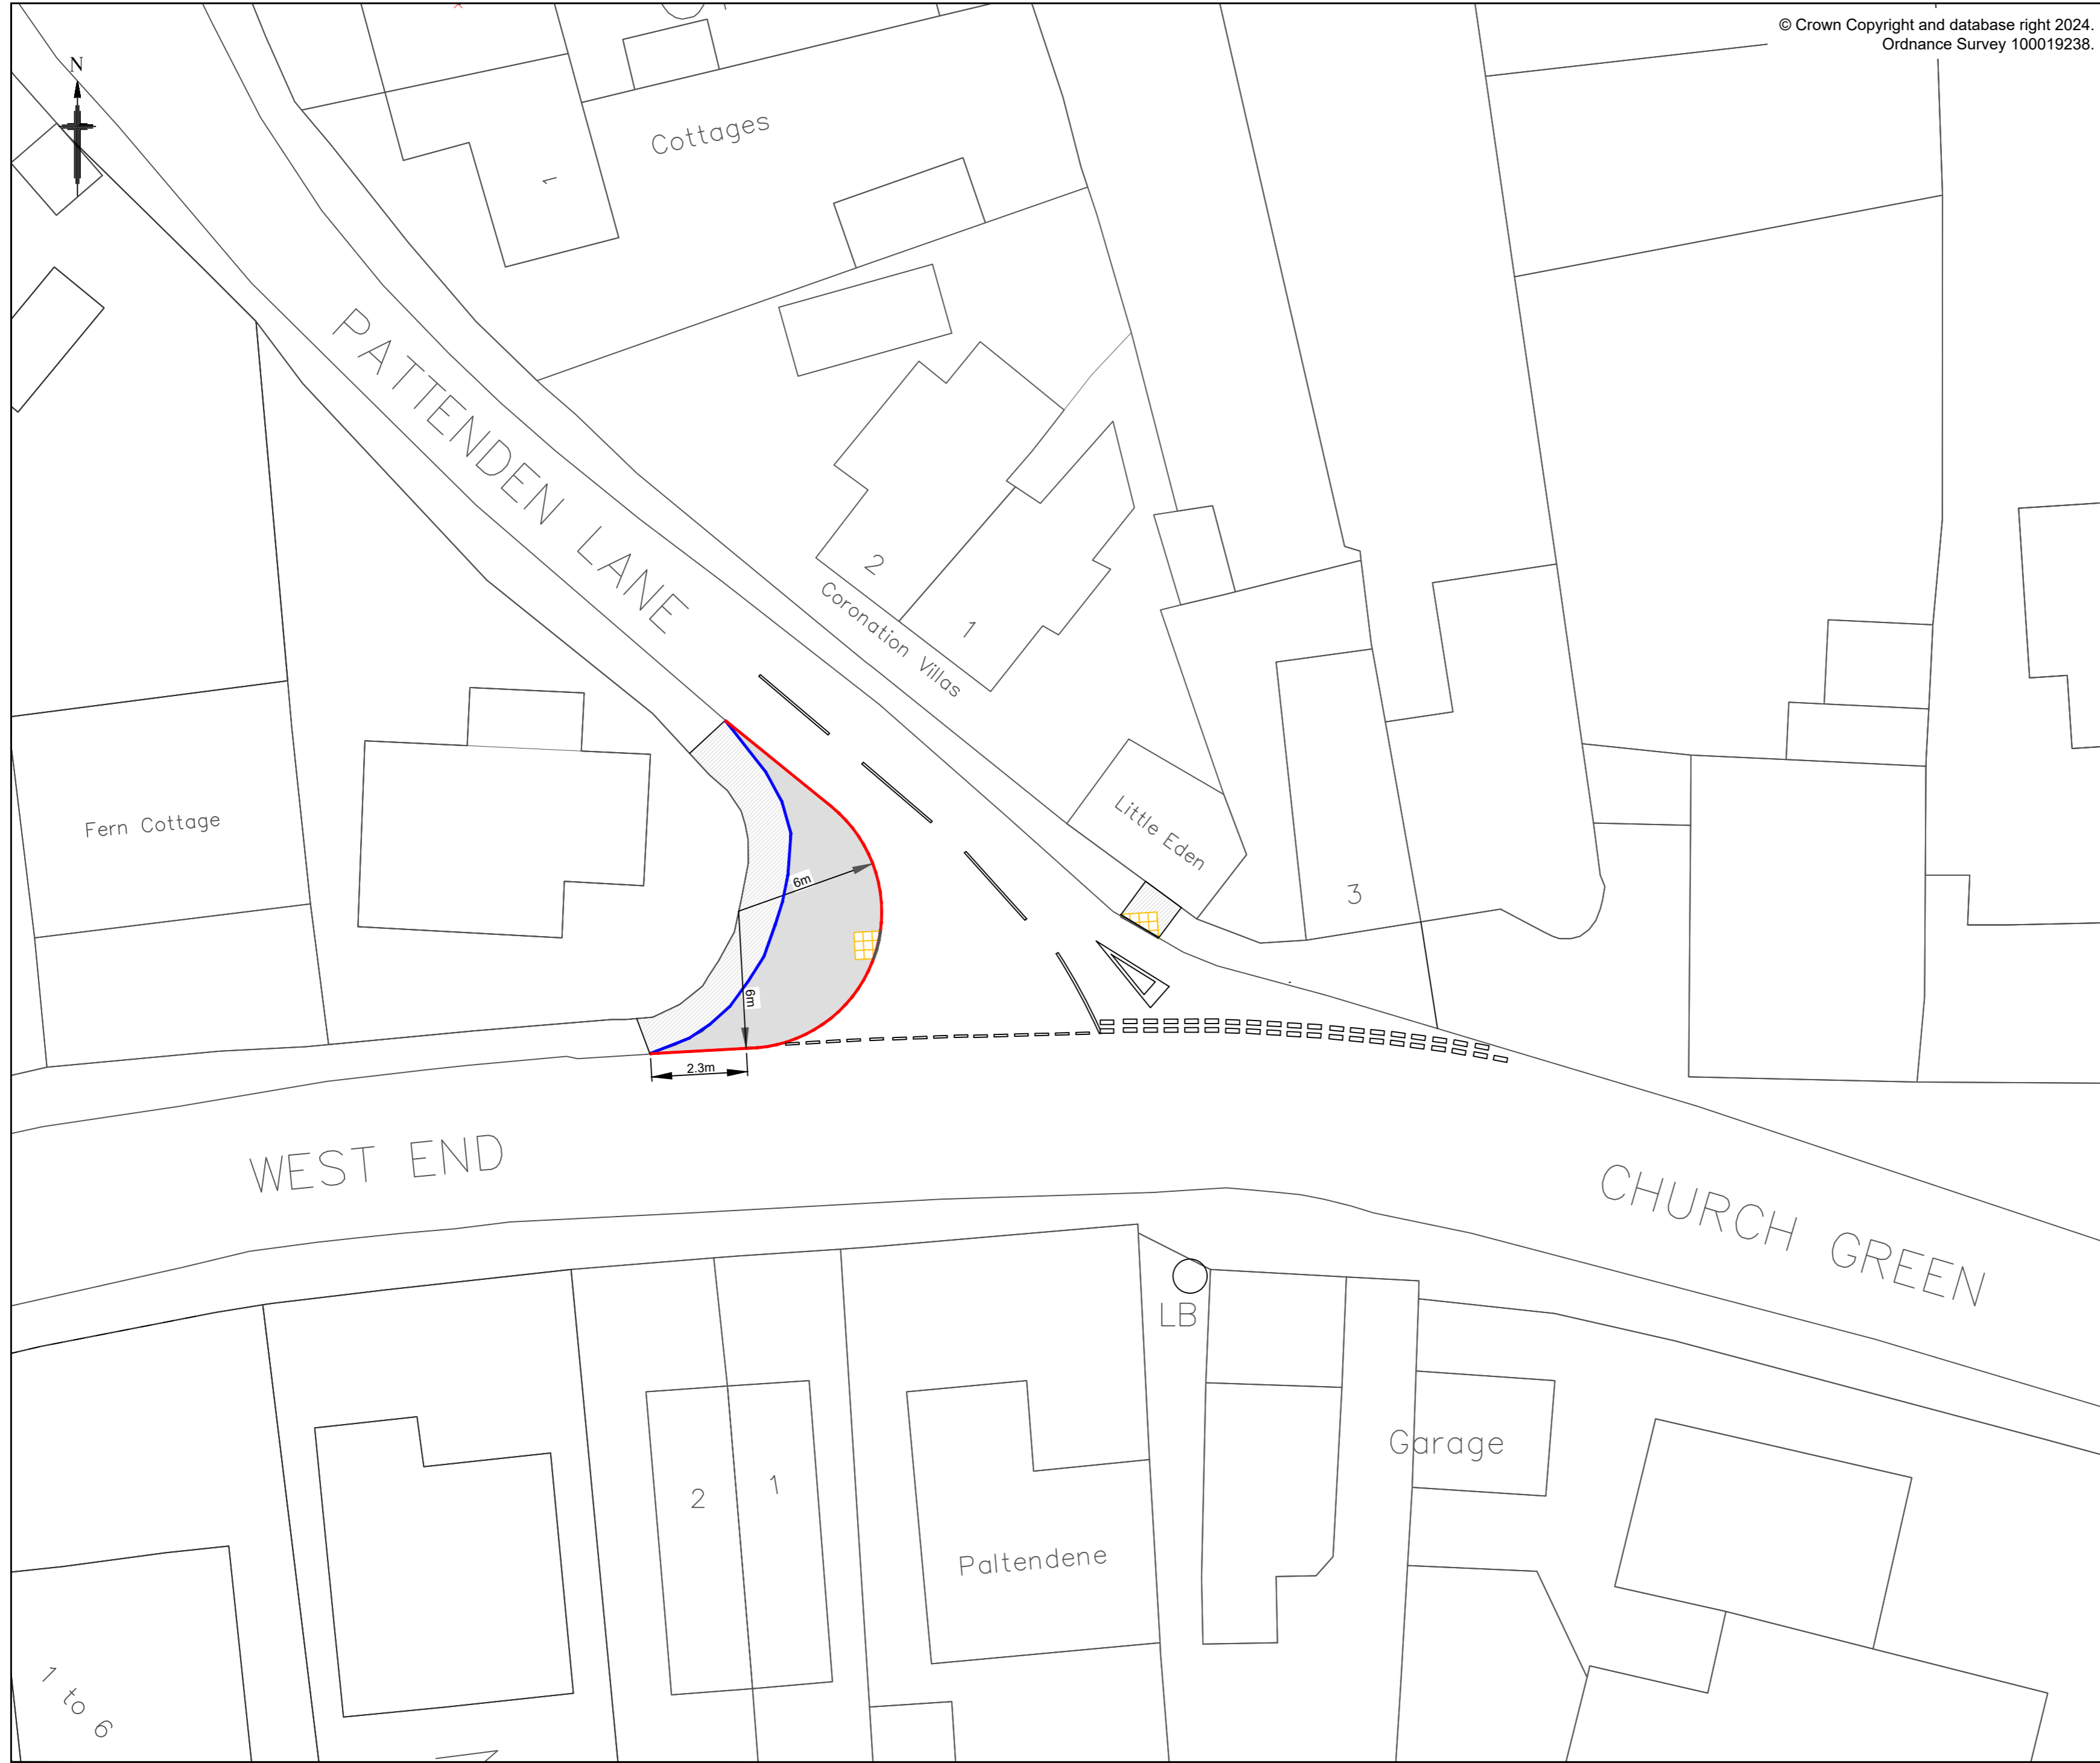 © Crown Copyright and database right 2024.
Ordnance Survey 100019238.
N
Cottages
1
PATTENDEN LANE
2
1
Coronation Villas
Little Eden
3
Fern Cottage
6m
6m
2.3m
WEST END
CHURCH GREEN
LB
Garage
2
1
Paltendene
1 to 6